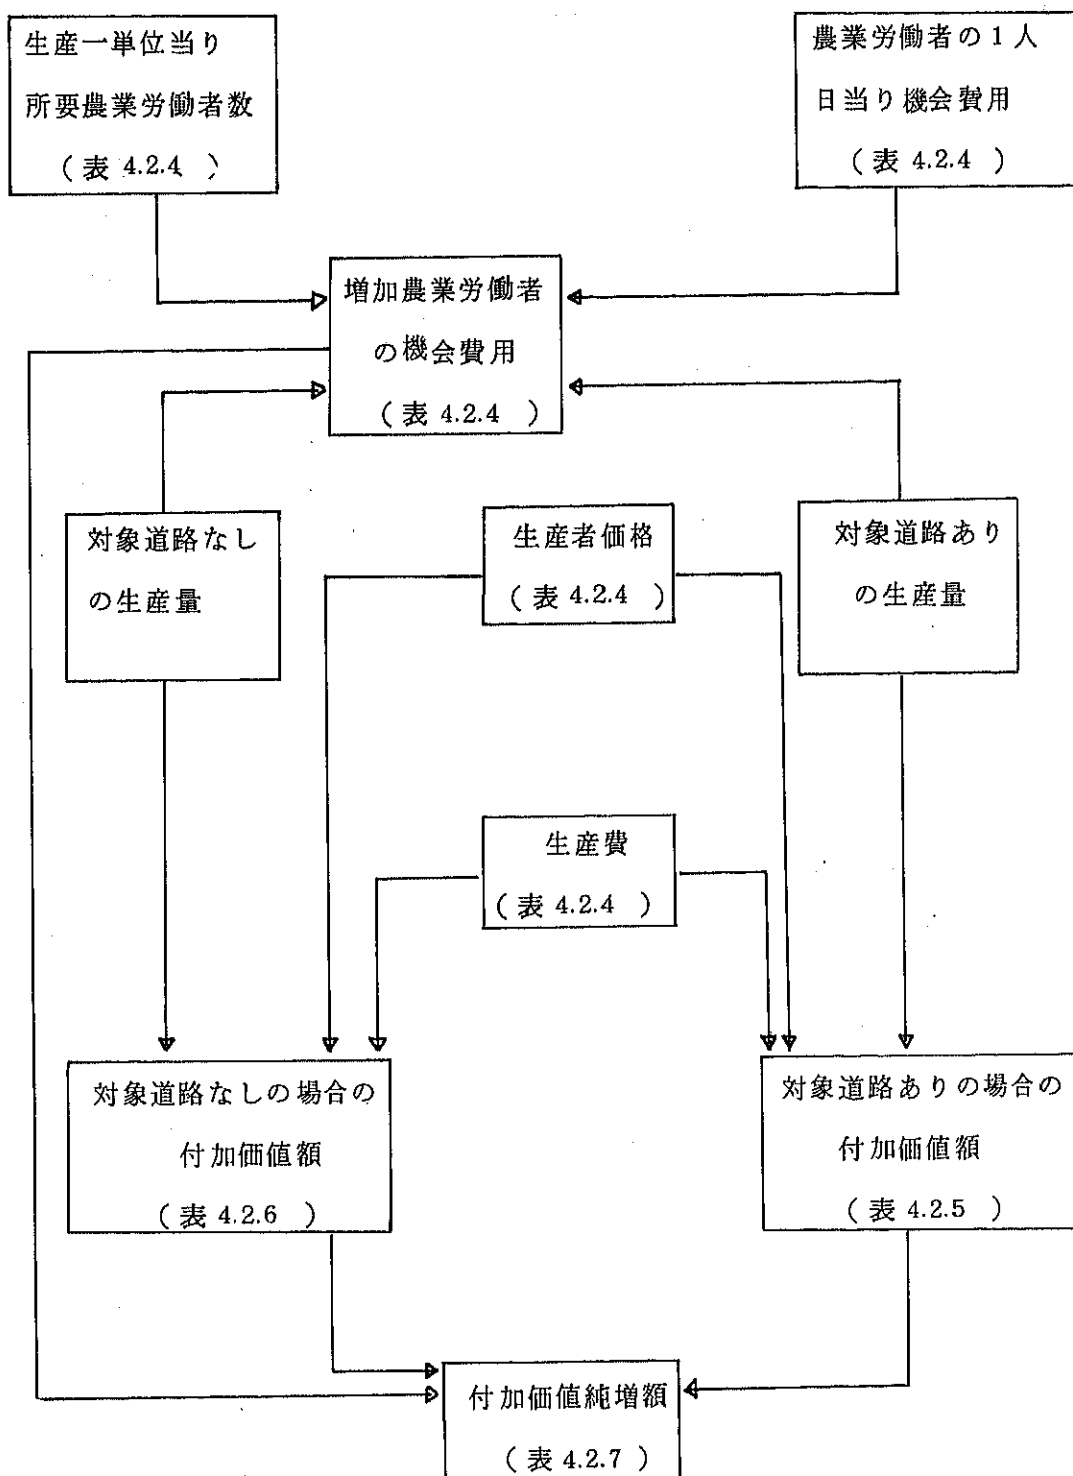 生産一単位当り
所要農業労働者数
（表 4.2.4 ）
農業労働者の1人
日当り機会費用
（表 4.2.4 ）
増加農業労働者
の機会費用
（表 4.2.4 ）
対象道路なし
の生産量
生産者価格
（表 4.2.4 ）
対象道路あり
の生産量
生産費
（表 4.2.4 ）
対象道路なしの場合の
付加価値額
（表 4.2.6 ）
対象道路ありの場合の
付加価値額
（表 4.2.5 ）
付加価値純増額
（表 4.2.7 ）